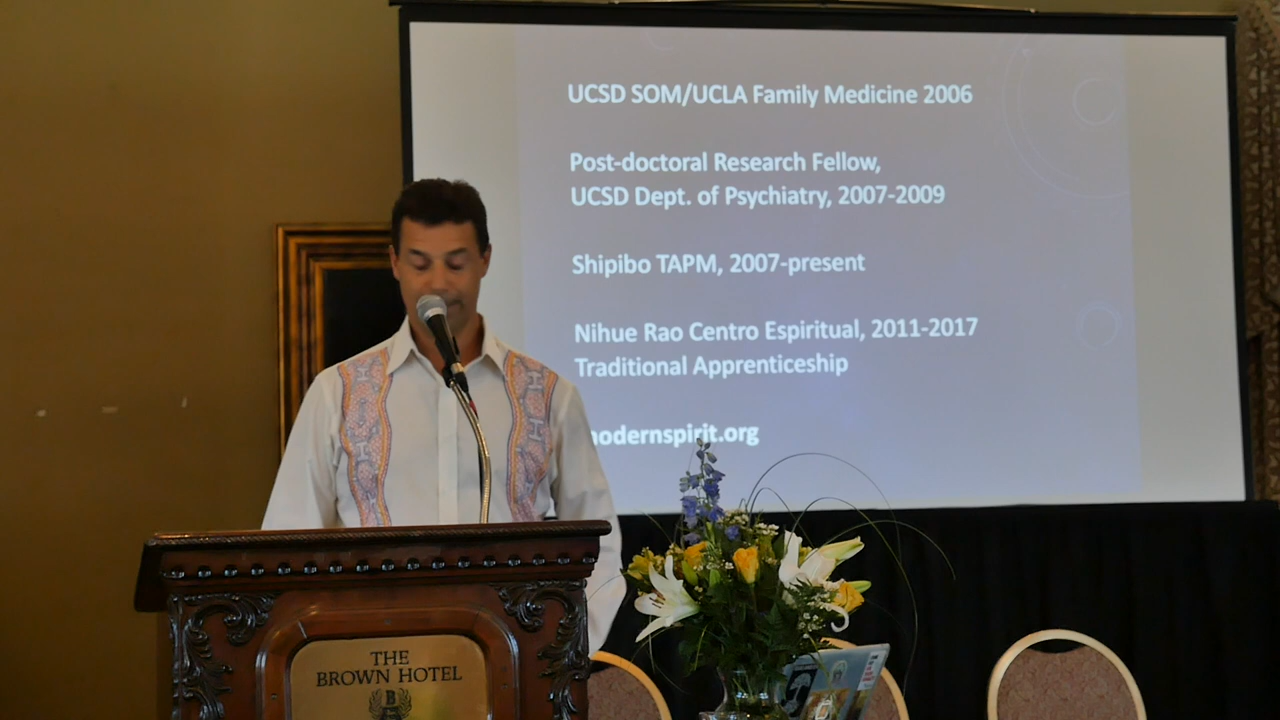 UCSD SOM/UCLA Family Medicine 2006
Post-doctoral Research Fellow,
UCSD Dept. of Psychiatry, 2007-2009
Shipibo TAPM, 2007-present
Nihue Rao Centro Espiritual, 2011-2017
Traditional Apprenticeship
modernspirit.org
THE
BROWN HOTEL
B